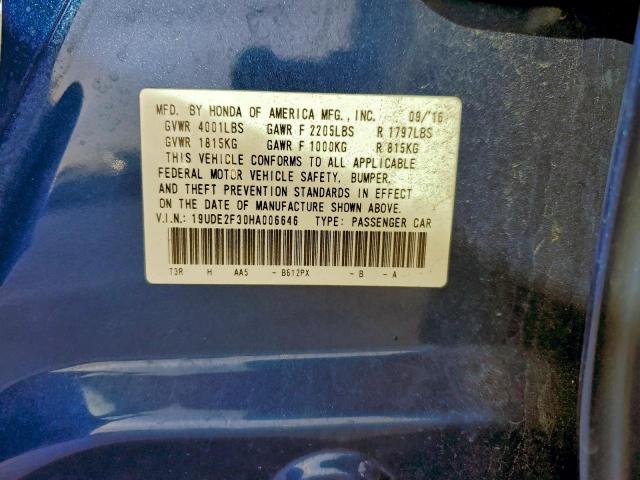 MFD. BY HONDA OF AMERICA MFG., INC. 09/'16
GVWR 4001LBS GAWR F 2205LBS R 1797LBS
GVWR 1815KG GAWR F 1000KG R 815KG
THIS VEHICLE CONFORMS TO ALL APPLICABLE
FEDERAL MOTOR VEHICLE SAFETY, BUMPER,
AND THEFT PREVENTION STANDARDS IN EFFECT
ON THE DATE OF MANUFACTURE SHOWN ABOVE.
V.I.N.: 19UDE2F30HA006646 TYPE: PASSENGER CAR
T3R H AA5 - B612PX - B - A